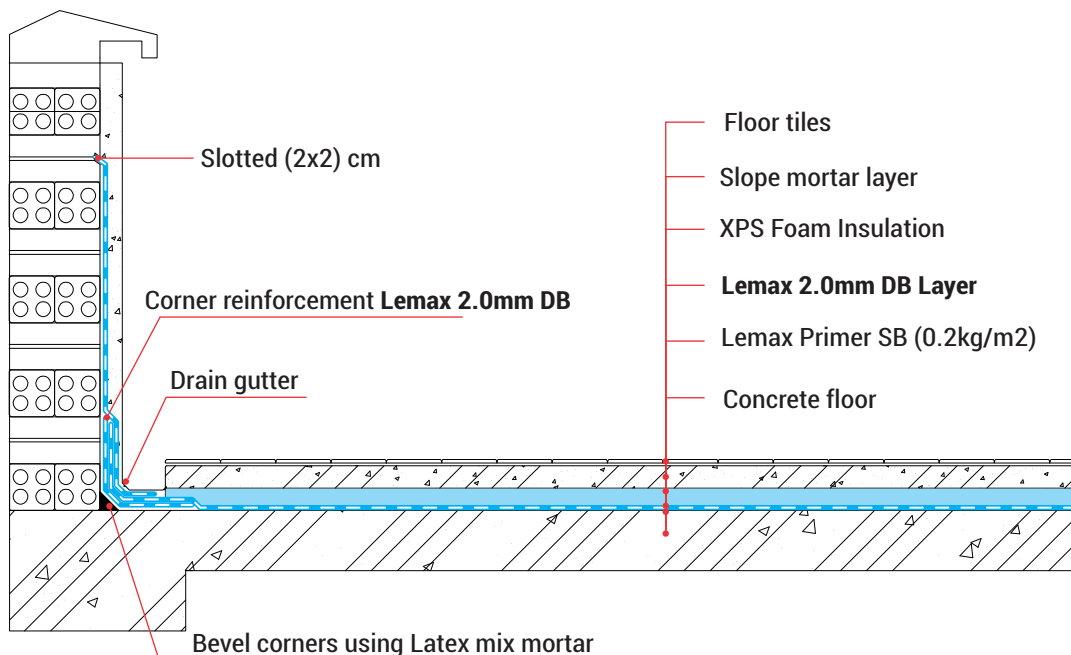 Floor tiles
Slotted (2x2) cm
Slope mortar layer
XPS Foam Insulation
Lemax 2.0mm DB Layer
Corner reinforcement Lemax 2.0mm DB
Lemax Primer SB (0.2kg/m2)
Drain gutter
Concrete floor
Bevel corners using Latex mix mortar